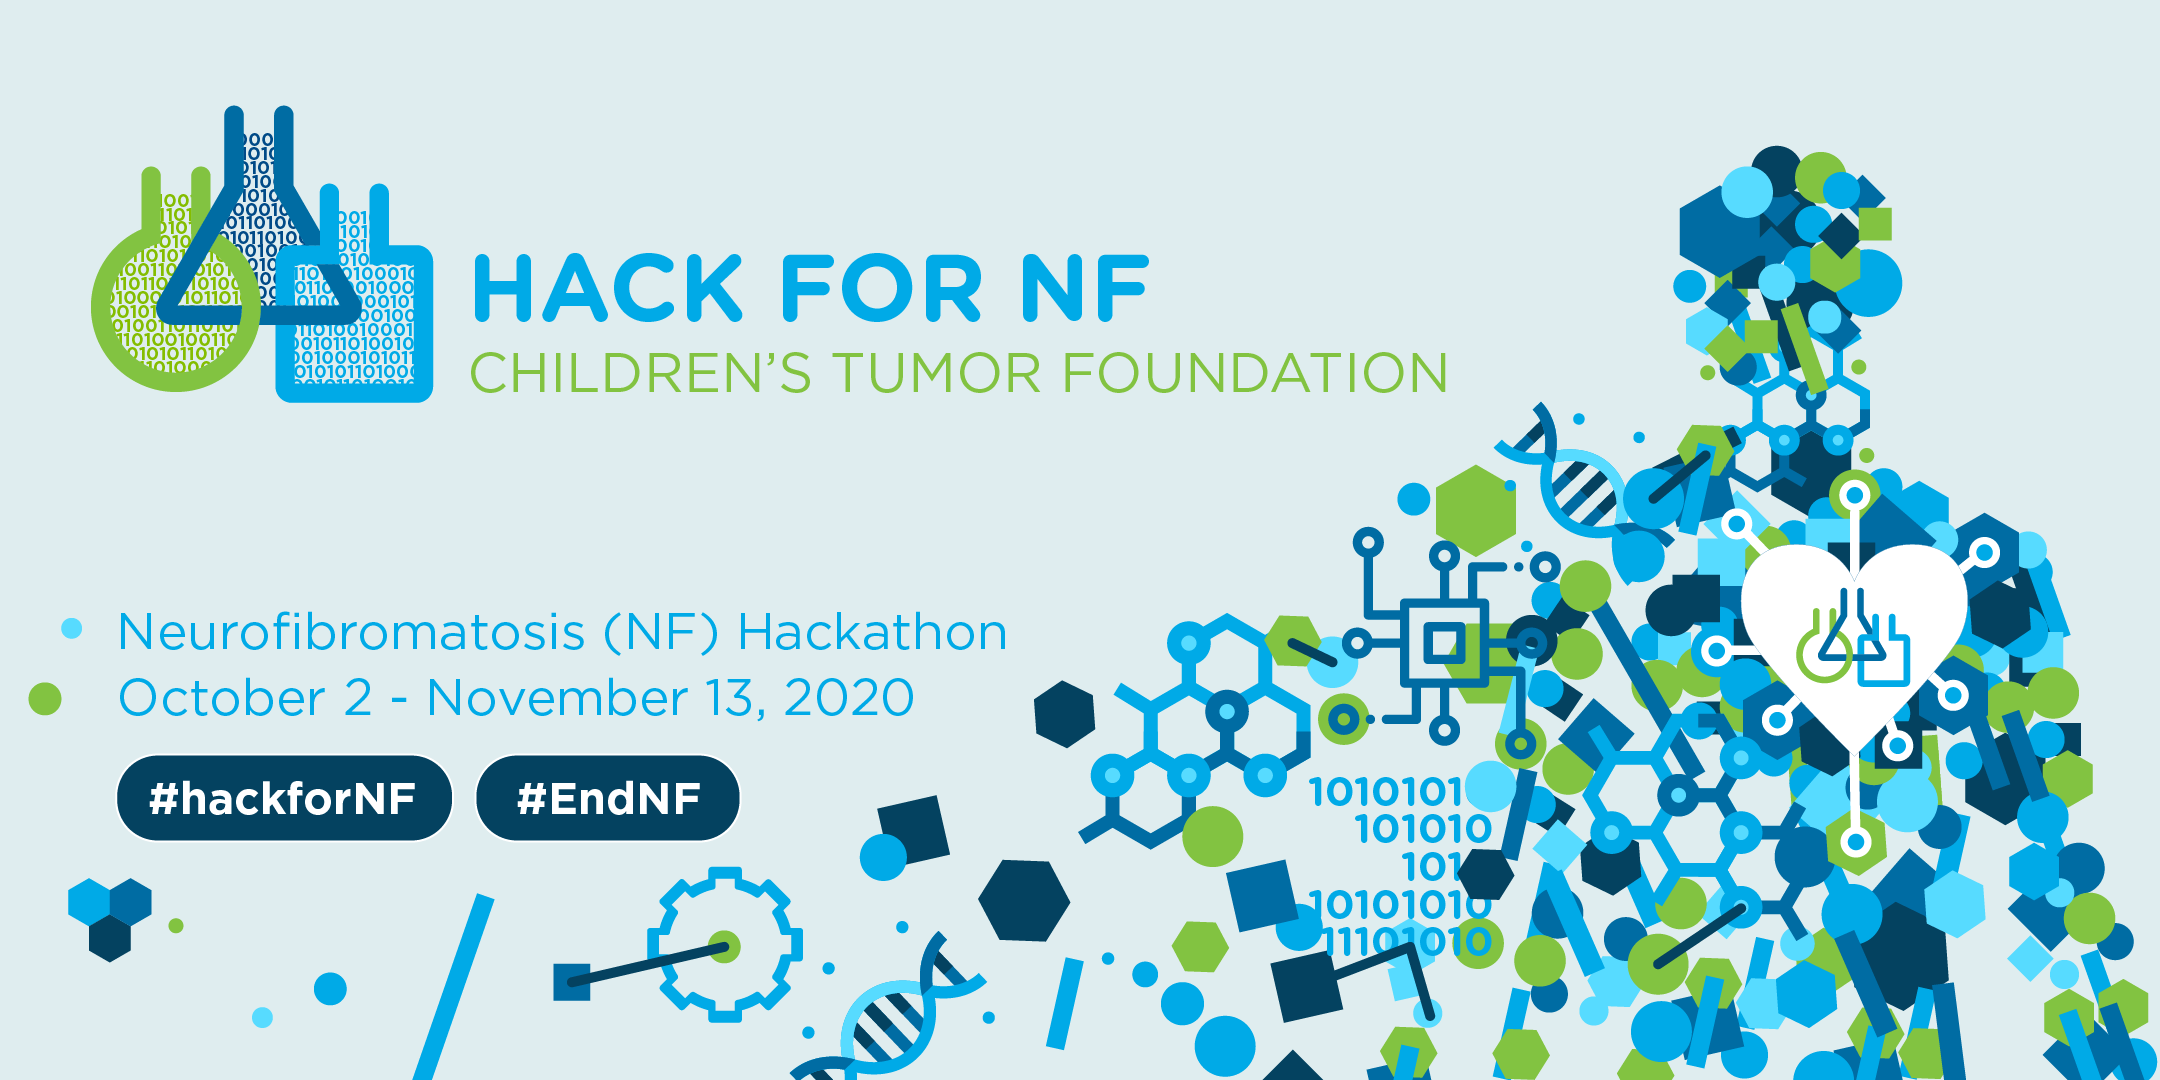 HACK FOR NF
CHILDREN'S TUMOR FOUNDATION
Neurofibromatosis (NF) Hackathon
October 2 - November 13, 2020
#hackforNF #EndNF
1010101
101010
101
10101010
11101010